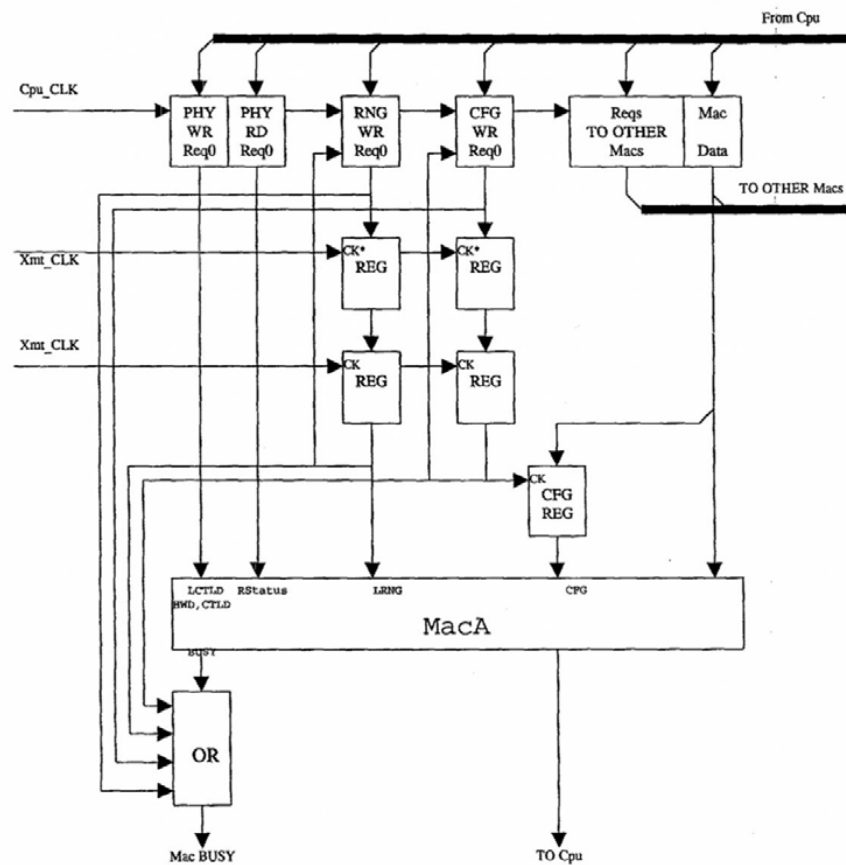 From Cpu
Cpu_CLK
PHY
WR
Req0
PHY
RD
Req0
RNG
WR
Req0
CFG
WR
Req0
Reqs
TO OTHER
Macs
Mac
Data
TO OTHER Macs
Xmt_CLK
CK*
REG
CK*
REG
Xmt_CLK
CK
REG
CK
REG
CK
CFG
REG
LCTLD
HWD,CTLD
RStatus
LRNG
CFG
MacA
BUSY
OR
Mac BUSY
TO Cpu